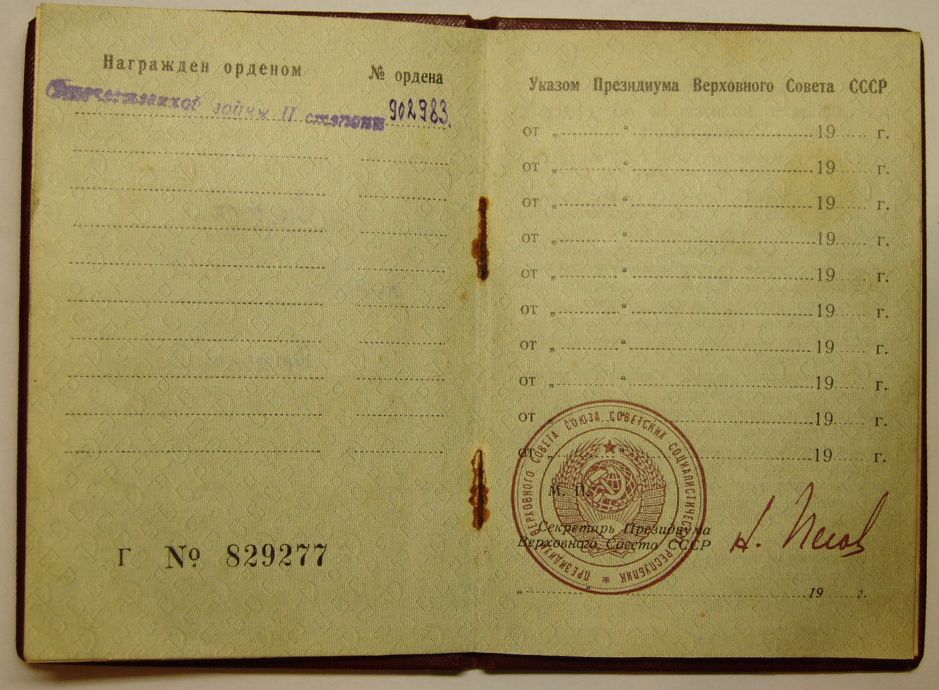 Награжден орденом № ордена
Отечественной войны II степени 902983.
Г № 829277
Указом Президиума Верховного Совета СССР
от „ “ 19 г.
от „ “ 19 г.
от „ “ 19 г.
от „ “ 19 г.
от „ “ 19 г.
от „ “ 19 г.
от „ “ 19 г.
от „ “ 19 г.
от „ “ 19 г.
от „ “ 19 г.
ПРЕЗИДИУМ ВЕРХОВНОГО СОВЕТА СОЮЗА СОВЕТСКИХ СОЦИАЛИСТИЧЕСКИХ РЕСПУБЛИК
М. П.
Секретарь Президиума
Верховного Совета СССР
„ “ 19 г.